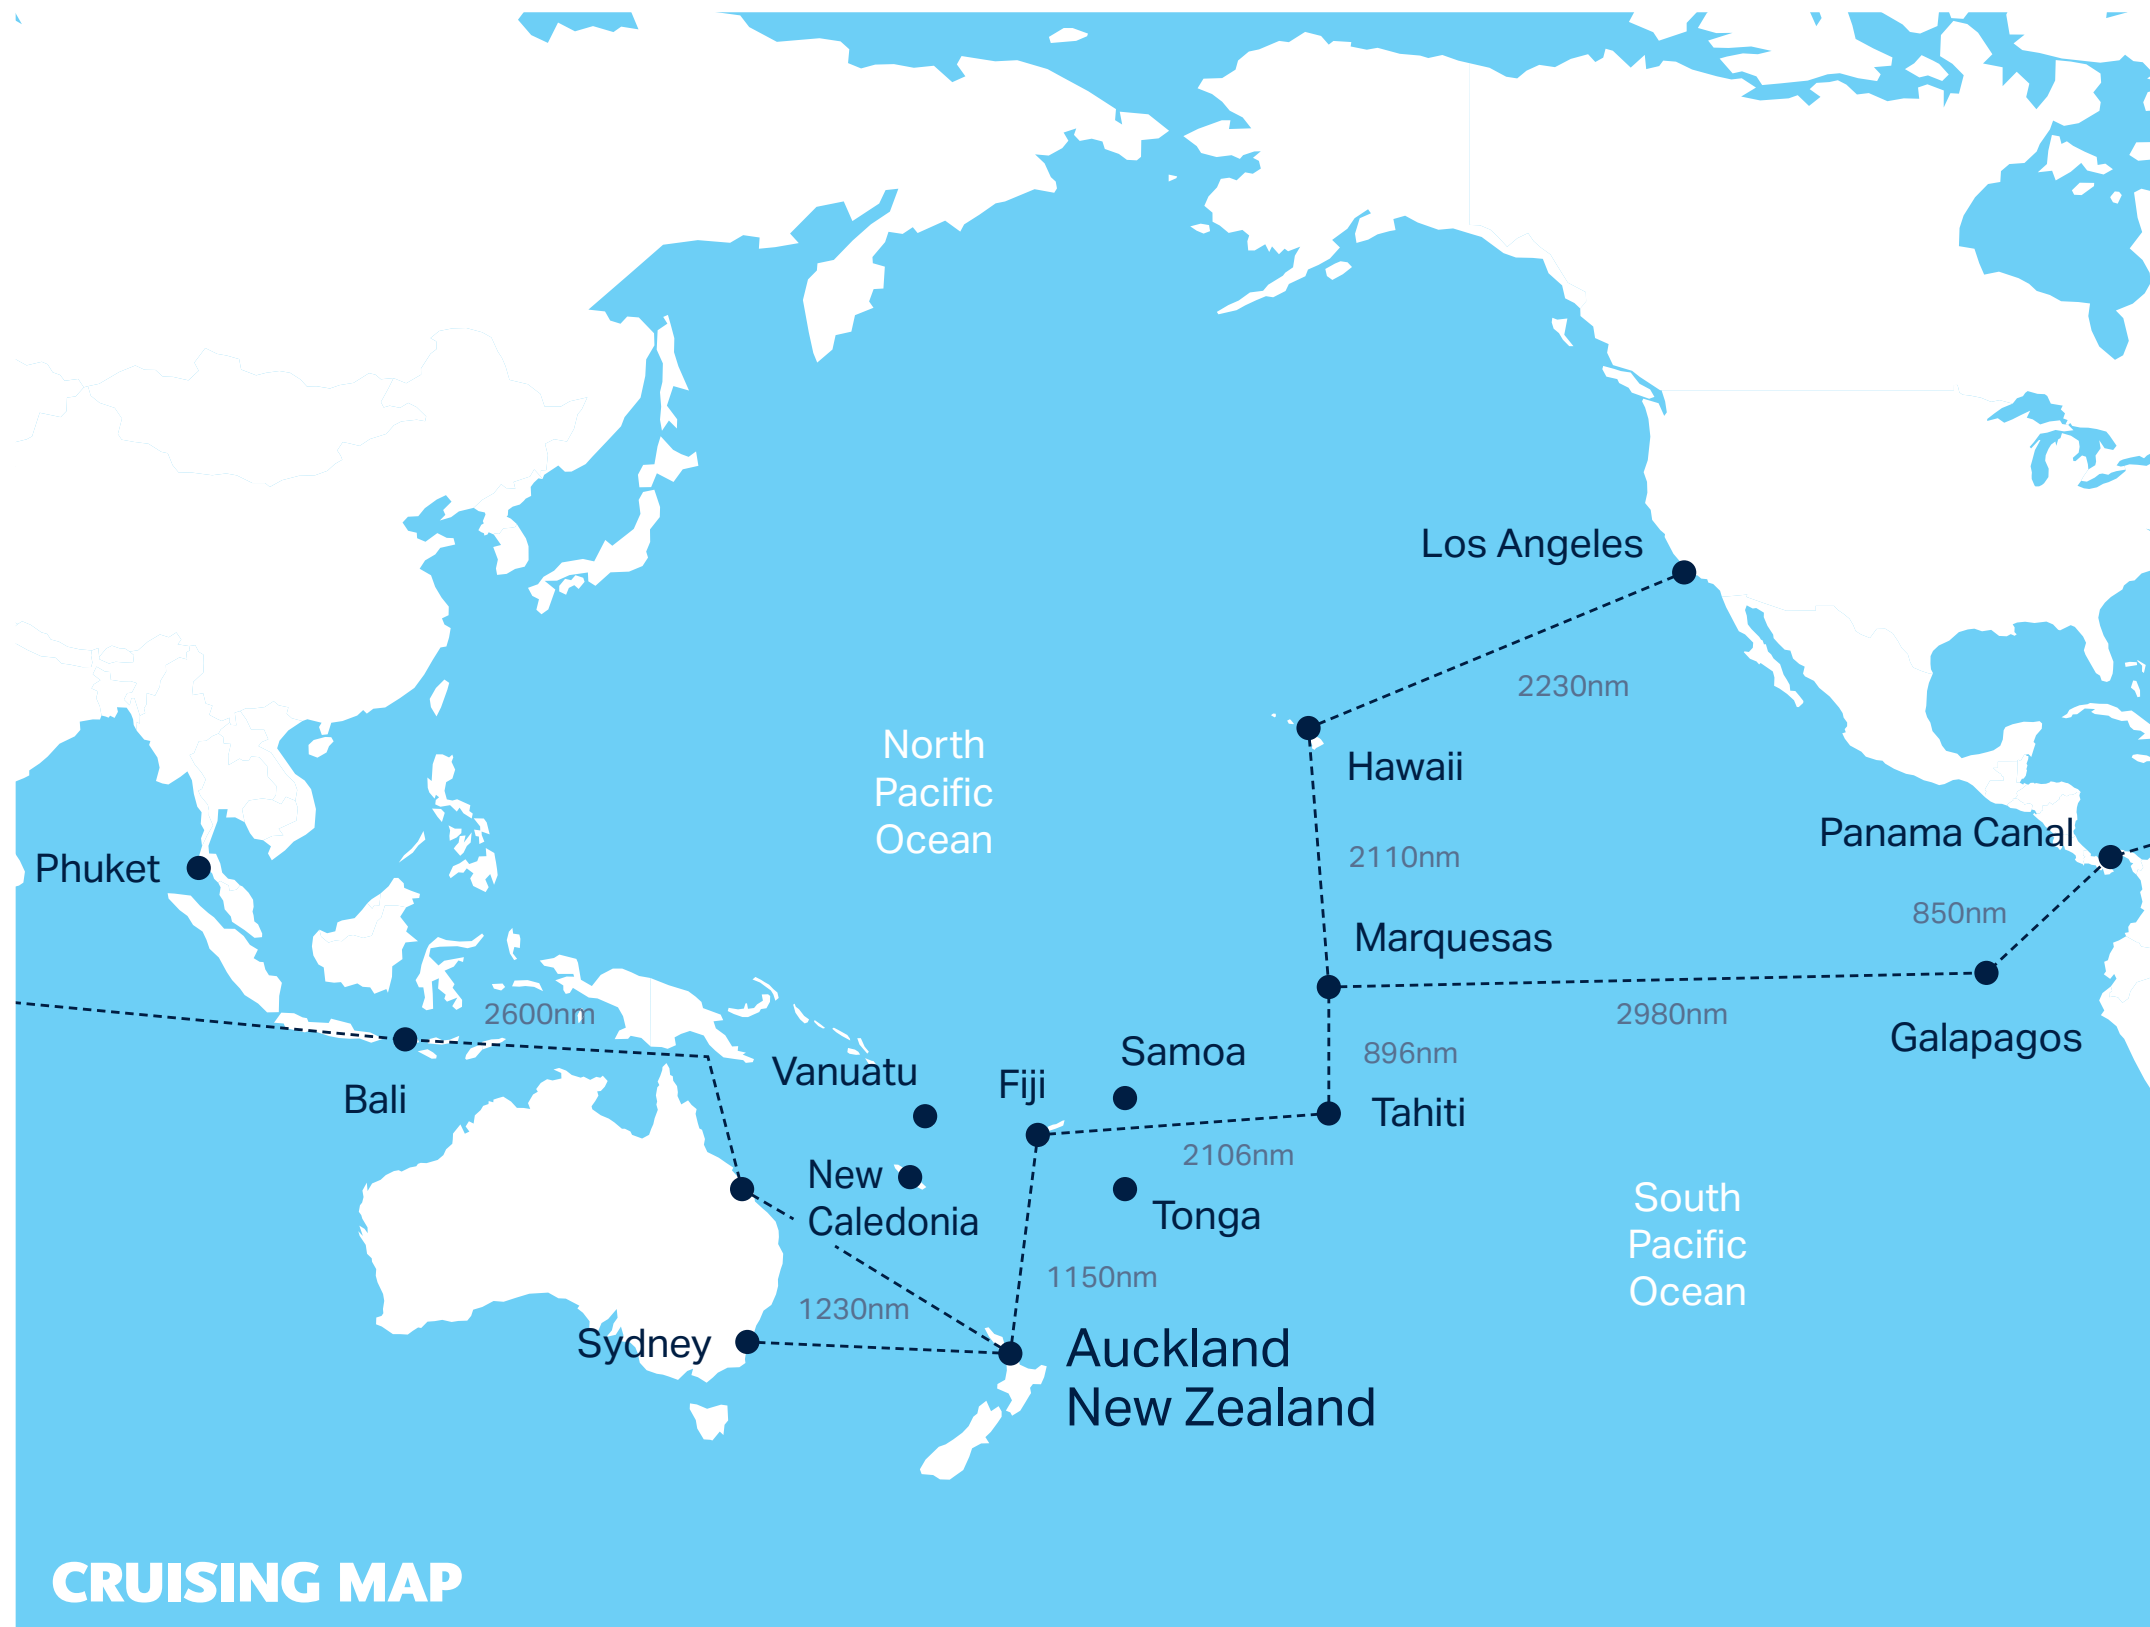 Los Angeles
2230nm
North
Pacific
Ocean
Hawaii
Panama Canal
2110nm
Phuket
850nm
Marquesas
2600nm
2980nm
Galapagos
Samoa
896nm
Vanuatu
Fiji
Bali
Tahiti
2106nm
New
Caledonia
Tonga
South
Pacific
Ocean
1150nm
1230nm
Sydney
Auckland
New Zealand
CRUISING MAP